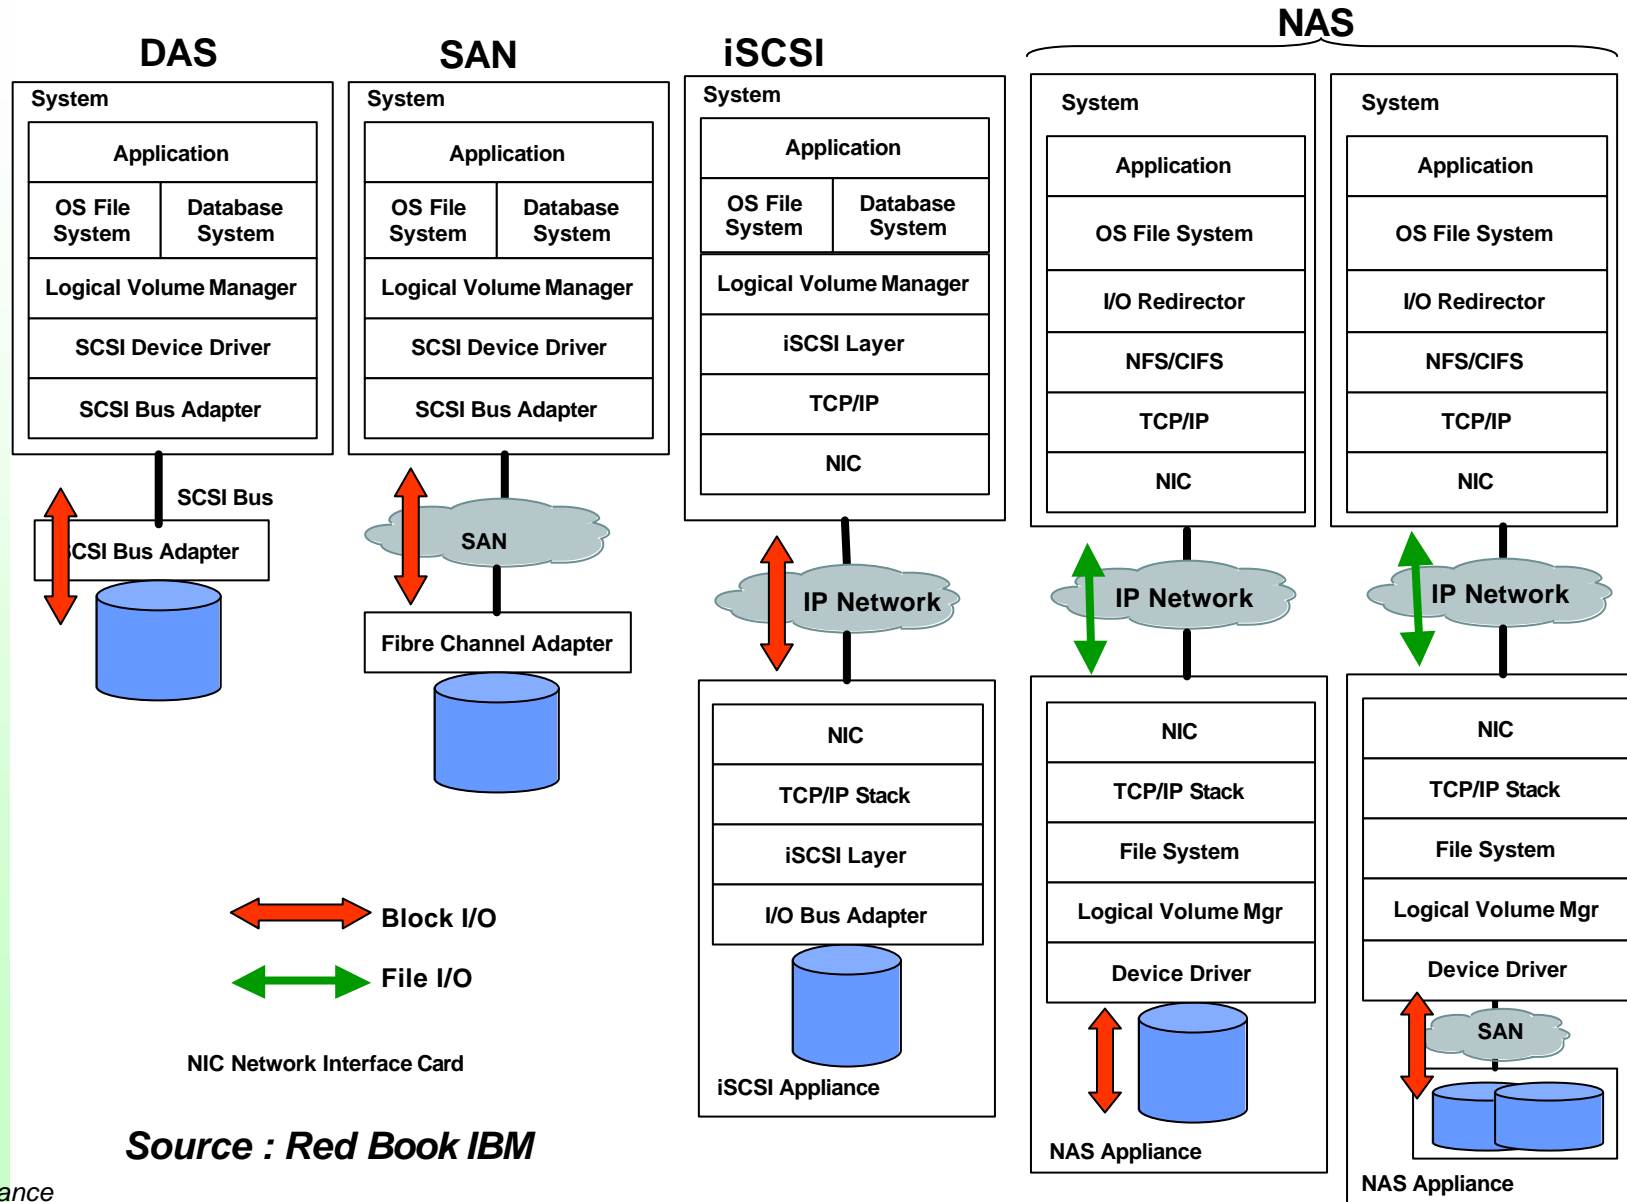 DAS
System
Application
OS File
System
Database
System
Logical Volume Manager
SCSI Device Driver
SCSI Bus Adapter
SCSI Bus
SCSI Bus Adapter
SAN
System
Application
OS File
System
Database
System
Logical Volume Manager
SCSI Device Driver
SCSI Bus Adapter
SAN
Fibre Channel Adapter
iSCSI
System
Application
OS File
System
Database
System
Logical Volume Manager
iSCSI Layer
TCP/IP
NIC
IP Network
NIC
TCP/IP Stack
iSCSI Layer
I/O Bus Adapter
iSCSI Appliance
NAS
System
Application
OS File System
I/O Redirector
NFS/CIFS
TCP/IP
NIC
IP Network
NIC
TCP/IP Stack
File System
Logical Volume Mgr
Device Driver
NAS Appliance
System
Application
OS File System
I/O Redirector
NFS/CIFS
TCP/IP
NIC
IP Network
NIC
TCP/IP Stack
File System
Logical Volume Mgr
Device Driver
SAN
NAS Appliance
Block I/O
File I/O
NIC Network Interface Card
Source : Red Book IBM